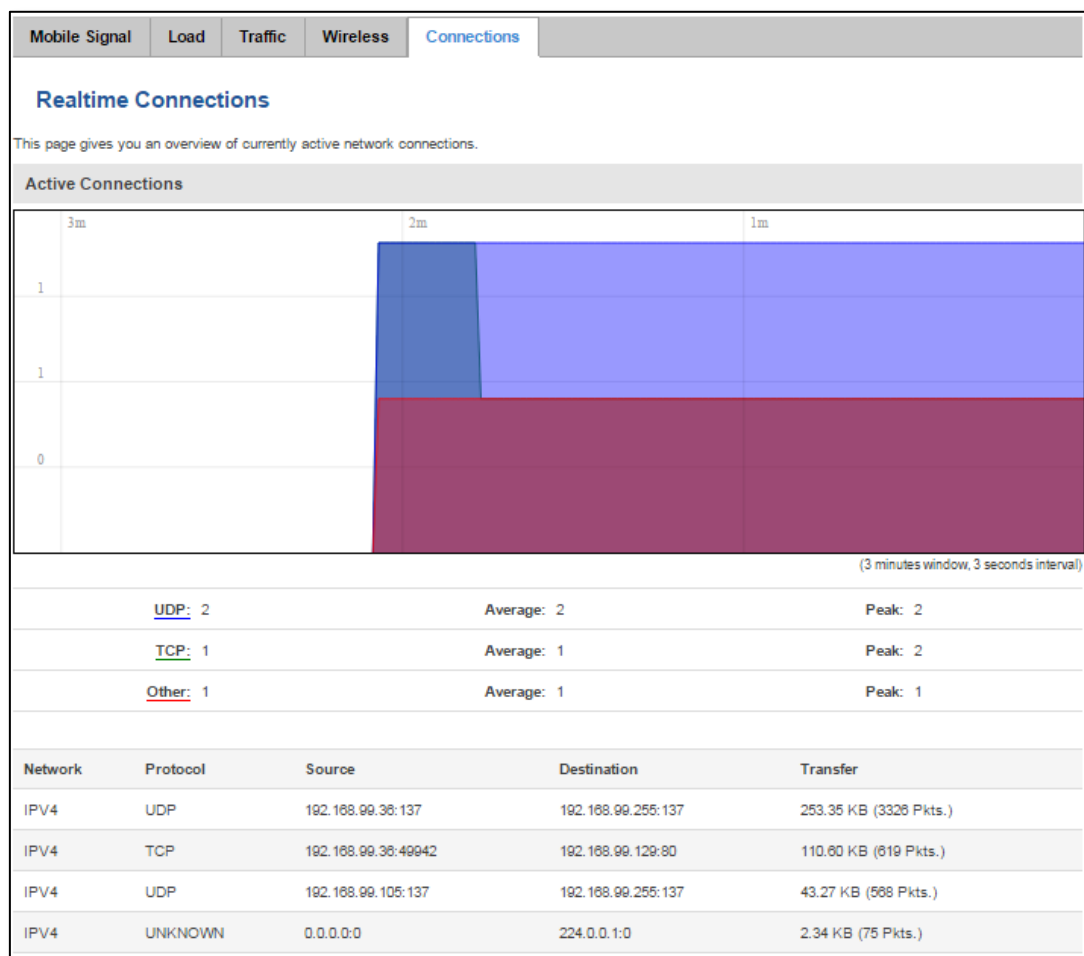 Mobile Signal Load Traffic Wireless Connections
Realtime Connections
This page gives you an overview of currently active network connections.
Active Connections
3m 2m 1m
1
1
0
(3 minutes window, 3 seconds interval)
UDP: 2 Average: 2 Peak: 2
TCP: 1 Average: 1 Peak: 2
Other: 1 Average: 1 Peak: 1
Network Protocol Source Destination Transfer
IPV4 UDP 192.168.99.36:137 192.168.99.255:137 253.35 KB (3326 Pkts.)
IPV4 TCP 192.168.99.36:49942 192.168.99.129:80 110.60 KB (619 Pkts.)
IPV4 UDP 192.168.99.105:137 192.168.99.255:137 43.27 KB (568 Pkts.)
IPV4 UNKNOWN 0.0.0.0:0 224.0.0.1:0 2.34 KB (75 Pkts.)